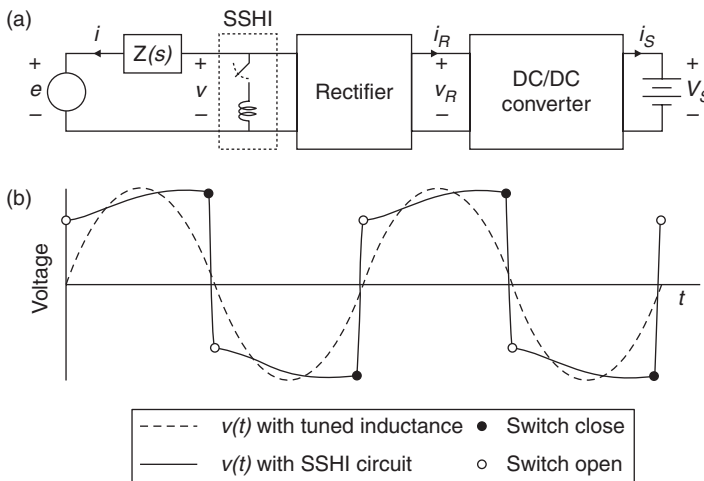 (a)
SSHI
i
Z(s)
i_R
i_S
+
+
+
+
e
v
Rectifier
v_R
DC/DC
converter
V_S
−
−
−
−
(b)
Voltage
t
v(t) with tuned inductance
Switch close
v(t) with SSHI circuit
Switch open